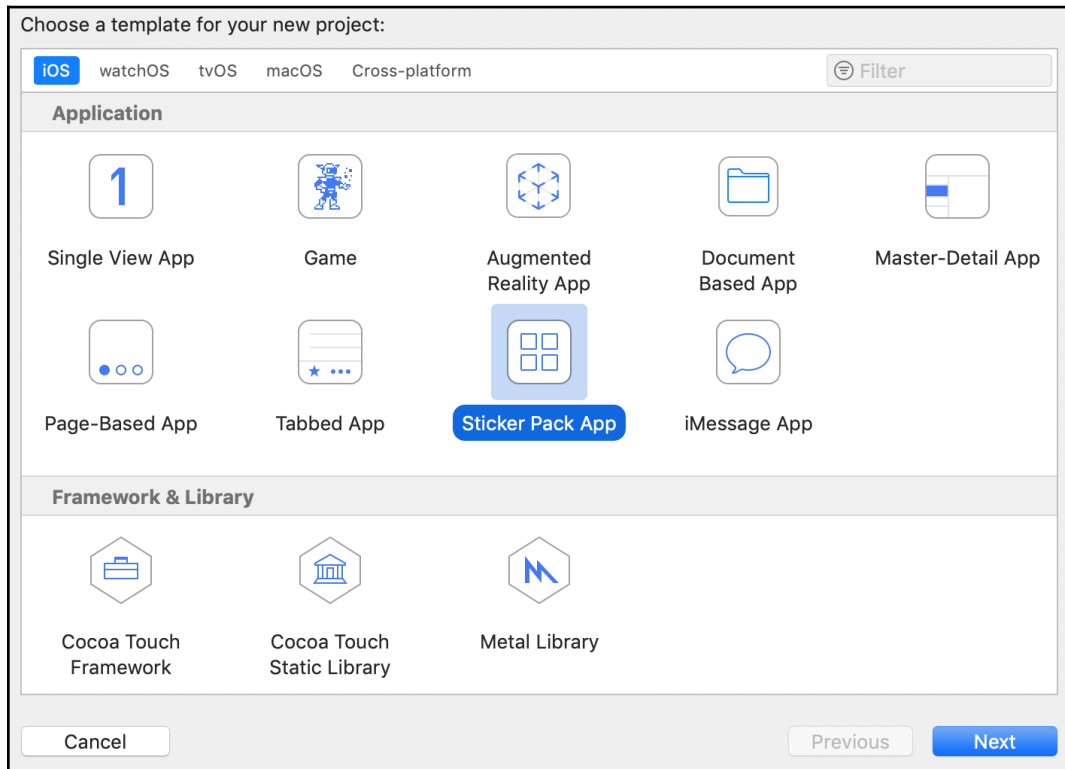 Choose a template for your new project:
iOS watchOS tvOS macOS Cross-platform Filter
Application
1
Single View App Game Augmented Reality App Document Based App Master-Detail App
Page-Based App Tabbed App Sticker Pack App iMessage App
Framework & Library
Cocoa Touch Framework Cocoa Touch Static Library Metal Library
Cancel Previous Next